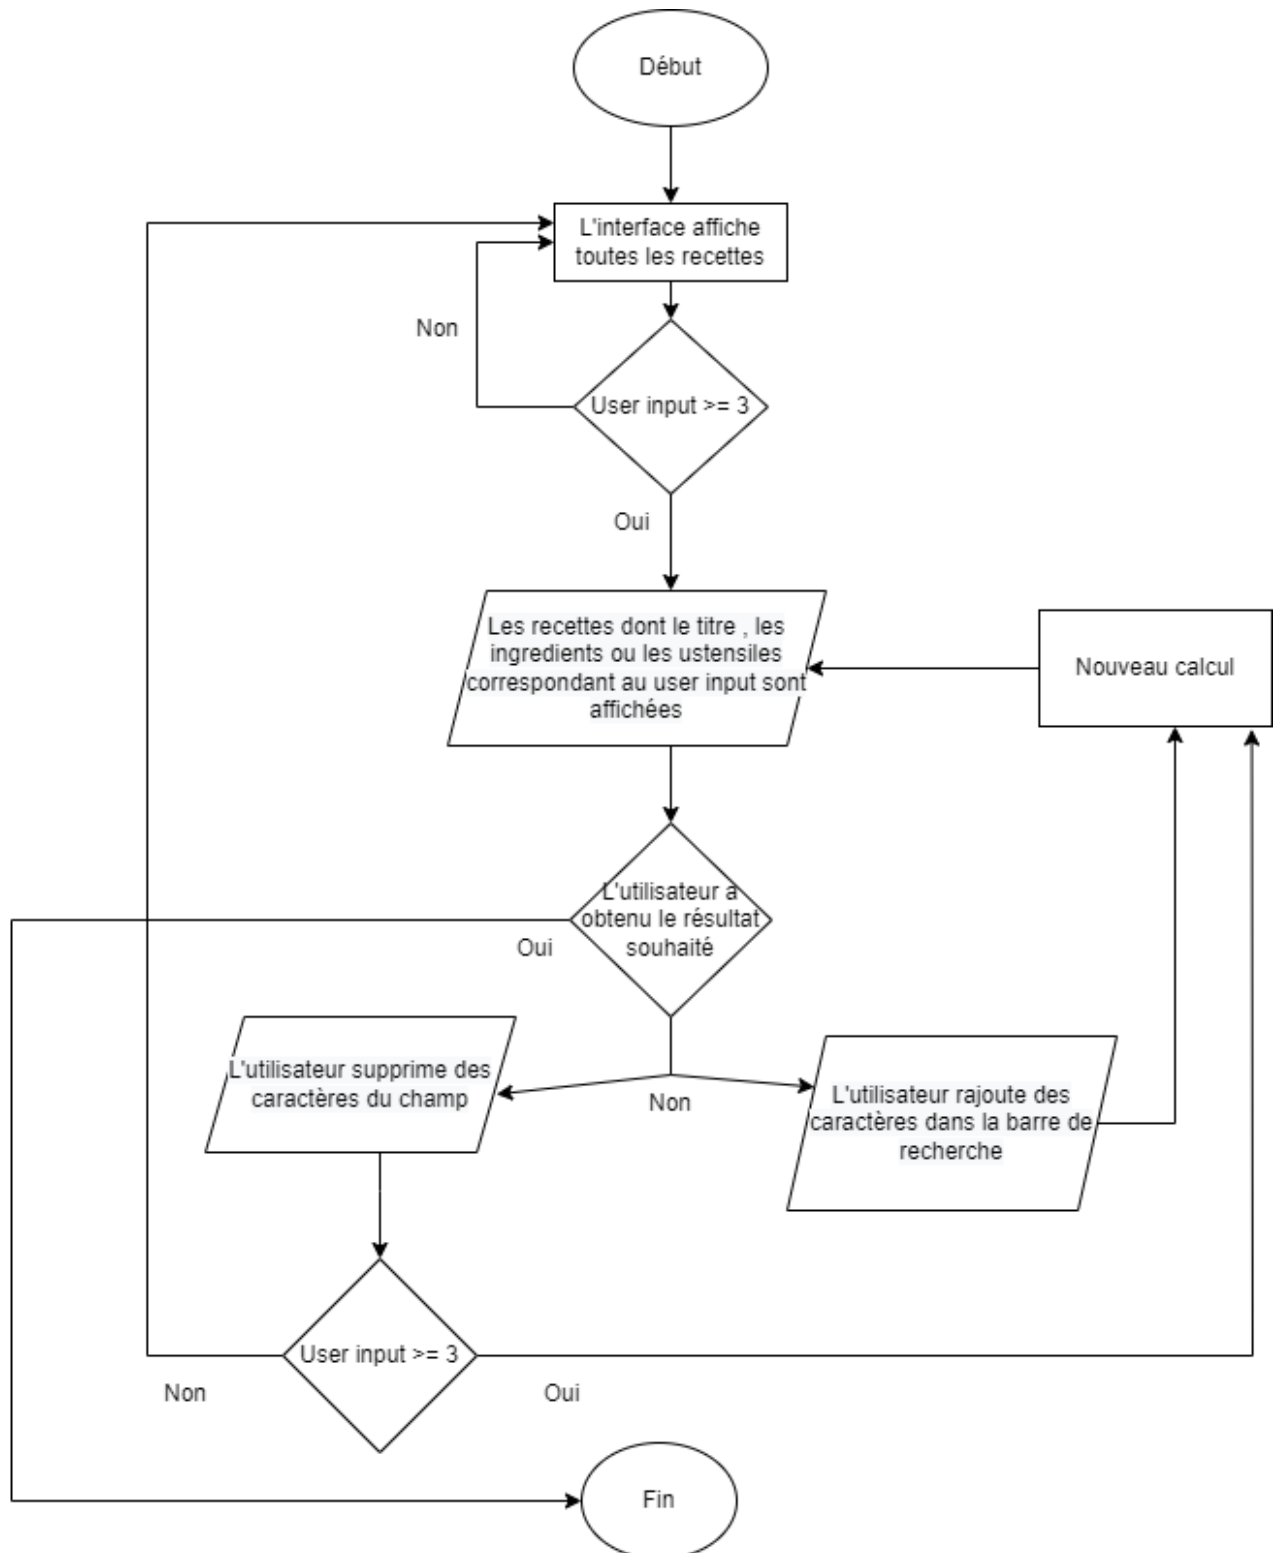 Début
L'interface affiche
toutes les recettes
Non
User input >= 3
Oui
Les recettes dont le titre , les
ingredients ou les ustensiles
correspondant au user input sont
affichées
Nouveau calcul
L'utilisateur a
obtenu le résultat
souhaité
Oui
L'utilisateur supprime des
caractères du champ
Non
L'utilisateur rajoute des
caractères dans la barre de
recherche
User input >= 3
Non
Oui
Fin